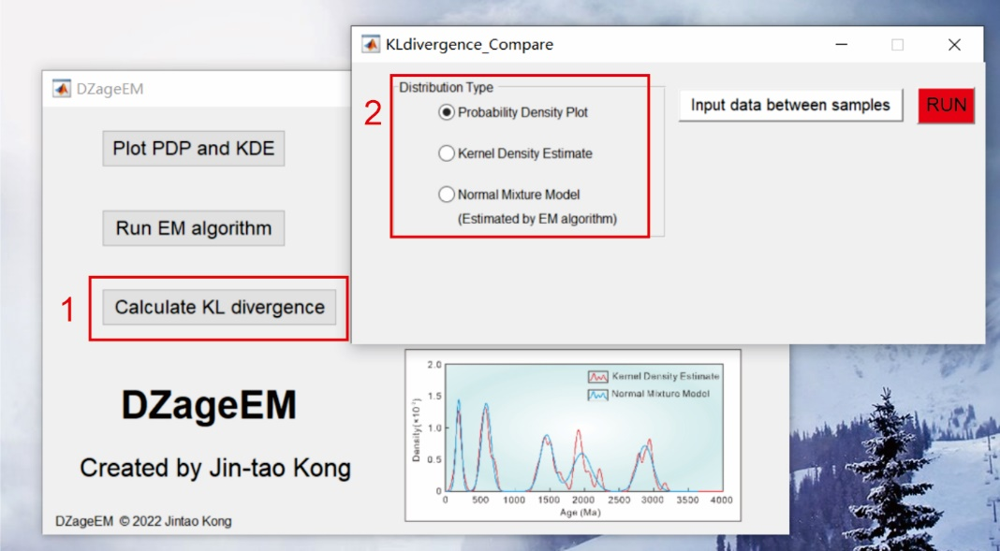 KLdivergence_Compare
DZageEM
Distribution Type
2
Probability Density Plot
Input data between samples
RUN
Plot PDP and KDE
Kernel Density Estimate
Normal Mixture Model
(Estimated by EM algorithm)
Run EM algorithm
1
Calculate KL divergence
DZageEM
Created by Jin-tao Kong
DZageEM © 2022 Jintao Kong
2.0
1.5
1.0
0.5
0
Density(*10⁻³)
Kernel Density Estimate
Normal Mixture Model
0 500 1000 1500 2000 2500 3000 3500 4000
Age (Ma)